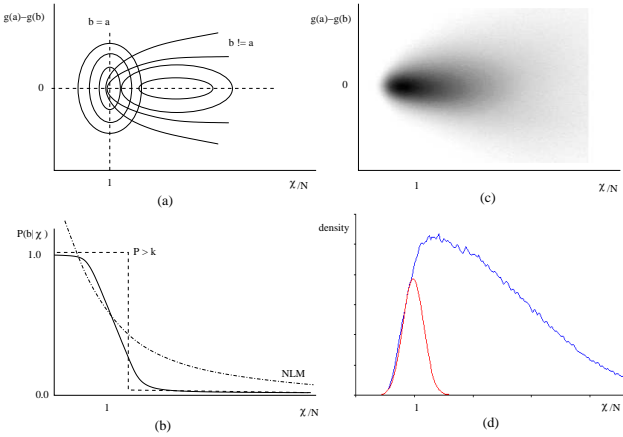 g(a)−g(b)
b = a
b != a
0
1
χ/N
(a)
g(a)−g(b)
0
1
χ/N
(c)
P(b|χ)
1.0
P > k
NLM
0.0
1
χ/N
(b)
density
1
χ/N
(d)